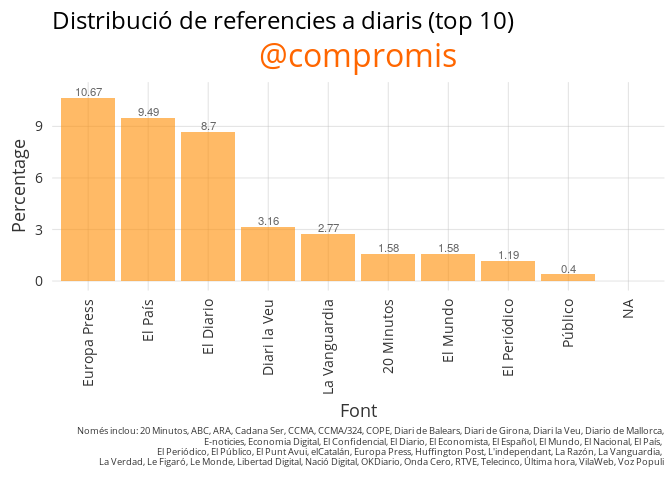 Distribució de referencies a diaris (top 10)
@compromis
10.67
9.49
8.7
3.16
2.77
1.58
1.58
1.19
0.4
Percentage
9
6
3
0
Europa Press
El País
El Diario
Diari la Veu
La Vanguardia
20 Minutos
El Mundo
El Periódico
Público
NA
Font
Només inclou: 20 Minutos, ABC, ARA, Cadana Ser, CCMA, CCMA/324, COPE, Diari de Balears, Diari de Girona, Diari la Veu, Diario de Mallorca,
E-noticies, Economia Digital, El Confidencial, El Diario, El Economista, El Español, El Mundo, El Nacional, El País,
El Periódico, El Público, El Punt Avui, elCatalán, Europa Press, Huffington Post, L'independant, La Razón, La Vanguardia,
La Verdad, Le Figaró, Le Monde, Libertad Digital, Nació Digital, OKDiario, Onda Cero, RTVE, Telecinco, Última hora, VilaWeb, Voz Populi